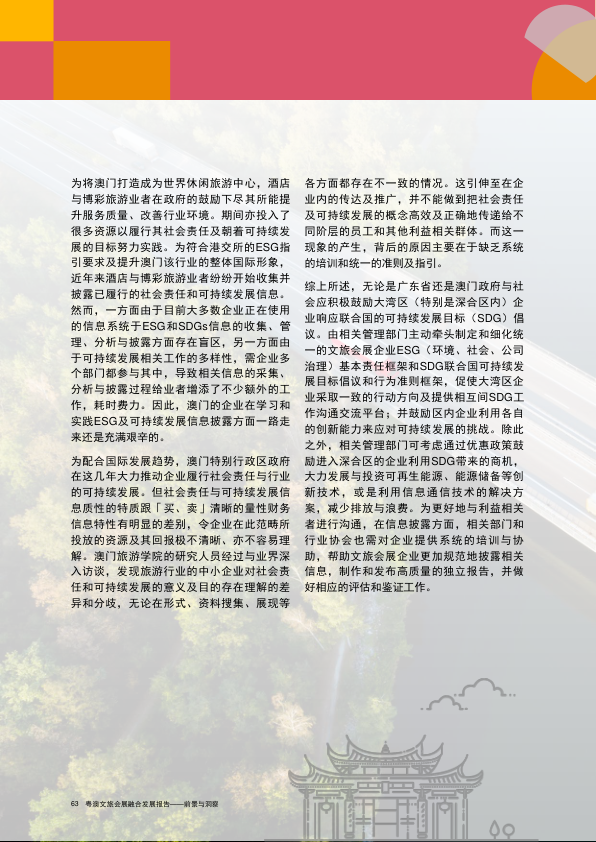 为将澳门打造成为世界休闲旅游中心，酒店
与博彩旅游业者在政府的鼓励下尽其所能提
升服务质量、改善行业环境。期间亦投入了
很多资源以履行其社会责任及朝着可持续发
展的目标努力实践。为符合港交所的ESG指
引要求及提升澳门该行业的整体国际形象，
近年来酒店与博彩旅游业者纷纷开始收集并
披露已履行的社会责任和可持续发展信息。
然而，一方面由于目前大多数企业正在使用
的信息系统于ESG和SDGs信息的收集、管
理、分析与披露方面存在盲区，另一方面由
于可持续发展相关工作的多样性，需企业多
个部门都参与其中，导致相关信息的采集、
分析与披露过程给业者增添了不少额外的工
作，耗时费力。因此，澳门的企业在学习和
实践ESG及可持续发展信息披露方面一路走
来还是充满艰辛的。
为配合国际发展趋势，澳门特别行政区政府
在这几年大力推动企业履行社会责任与行业
的可持续发展。但社会责任与可持续发展信
息质性的特质跟「买、卖」清晰的量性财务
信息特性有明显的差别，令企业在此范畴所
投放的资源及其回报极不清晰、亦不容易理
解。澳门旅游学院的研究人员经过与业界深
入访谈，发现旅游行业的中小企业对社会责
任和可持续发展的意义及目的存在理解的差
异和分歧，无论在形式、资料搜集、展现等
各方面都存在不一致的情况。这引伸至在企
业内的传达及推广，并不能做到把社会责任
及可持续发展的概念高效及正确地传递给不
同阶层的员工和其他利益相关群体。而这一
现象的产生，背后的原因主要在于缺乏系统
的培训和统一的准则及指引。
综上所述，无论是广东省还是澳门政府与社
会应积极鼓励大湾区（特别是深合区内）企
业响应联合国的可持续发展目标（SDG）倡
议。由相关管理部门主动牵头制定和细化统
一的文旅会展企业ESG（环境、社会、公司
治理）基本责任框架和SDG联合国可持续发
展目标倡议和行为准则框架，促使大湾区企
业采取一致的行动方向及提供相互间SDG工
作沟通交流平台；并鼓励区内企业利用各自
的创新能力来应对可持续发展的挑战。除此
之外，相关管理部门可考虑通过优惠政策鼓
励进入深合区的企业利用SDG带来的商机，
大力发展与投资可再生能源、能源储备等创
新技术，或是利用信息通信技术的解决方
案，减少排放与浪费。为更好地与利益相关
者进行沟通，在信息披露方面，相关部门和
行业协会也需对企业提供系统的培训与协
助，帮助文旅会展企业更加规范地披露相关
信息，制作和发布高质量的独立报告，并做
好相应的评估和鉴证工作。
63 粤澳文旅会展融合发展报告——前景与洞察